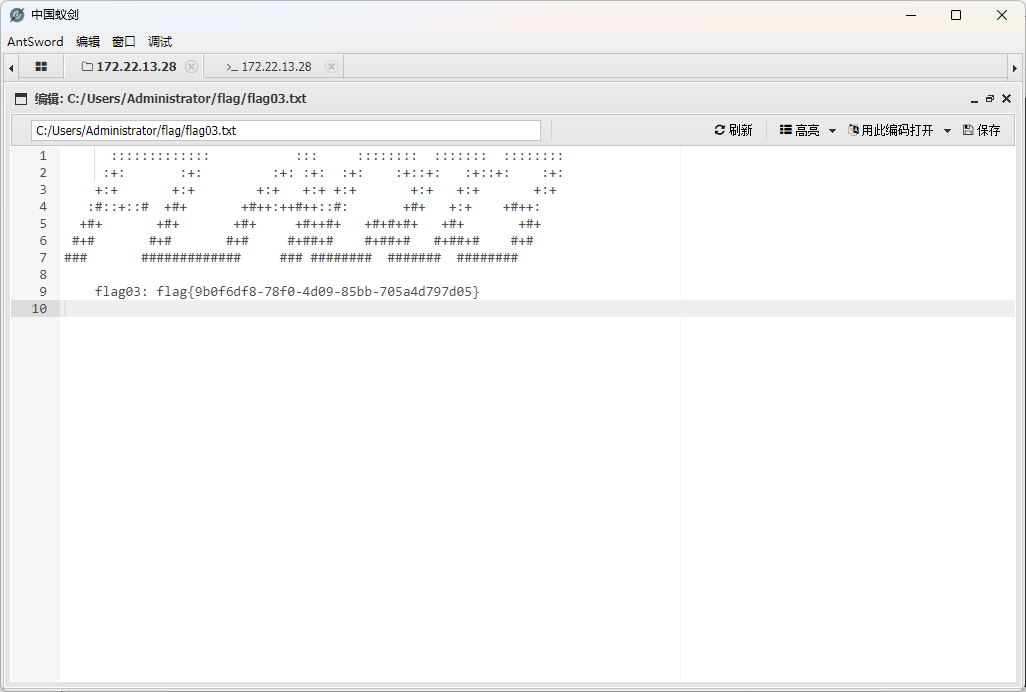 中国蚁剑
AntSword 编辑 窗口 调试
172.22.13.28 >_ 172.22.13.28
编辑: C:/Users/Administrator/flag/flag03.txt
C:/Users/Administrator/flag/flag03.txt 刷新 高亮 用此编码打开 保存
1       :::::::::::::           :::     ::::::::  :::::::  ::::::::
2      :+:       :+:         :+: :+:  :+:    :+::+:   :+::+:    :+:
3     +:+       +:+        +:+   +:+ +:+       +:+   +:+       +:+
4    :#::+::#  +#+       +#++:++#++::#:       +#+   +:+    +#++:
5   +#+       +#+       +#+     +#++#+   +#+#+#+   +#+       +#+
6  #+#       #+#       #+#     #+##+#    #+##+#   #+##+#    #+#
7 ###       #############     ### ########  #######  ########
8
9     flag03: flag{9b0f6df8-78f0-4d09-85bb-705a4d797d05}
10